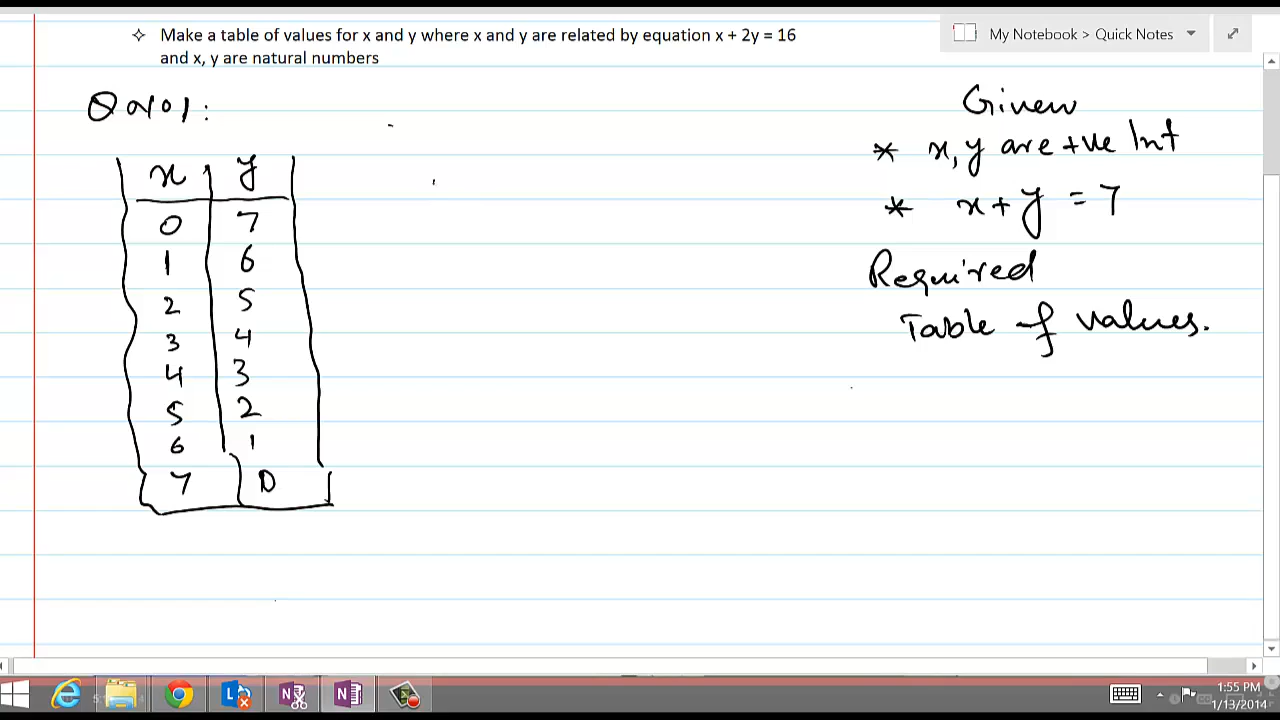 Make a table of values for x and y where x and y are related by equation x + 2y = 16
and x, y are natural numbers
My Notebook > Quick Notes
Q no1:
x y
0 7
1 6
2 5
3 4
4 3
5 2
6 1
7 0
Given
* x, y are +ve Int
* x + y = 7
Required
Table of values.
1:55 PM
1/13/2014